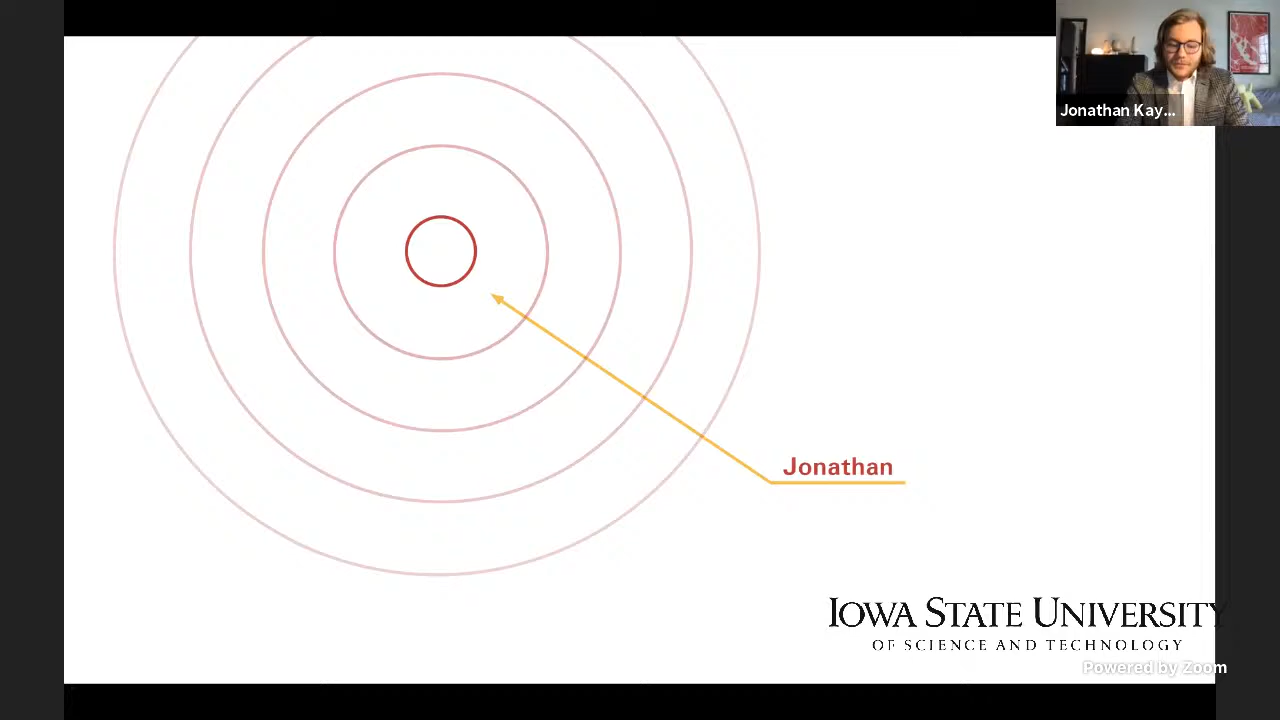 Jonathan Kay...
Jonathan
IOWA STATE UNIVERSITY
OF SCIENCE AND TECHNOLOGY
Powered by Zoom